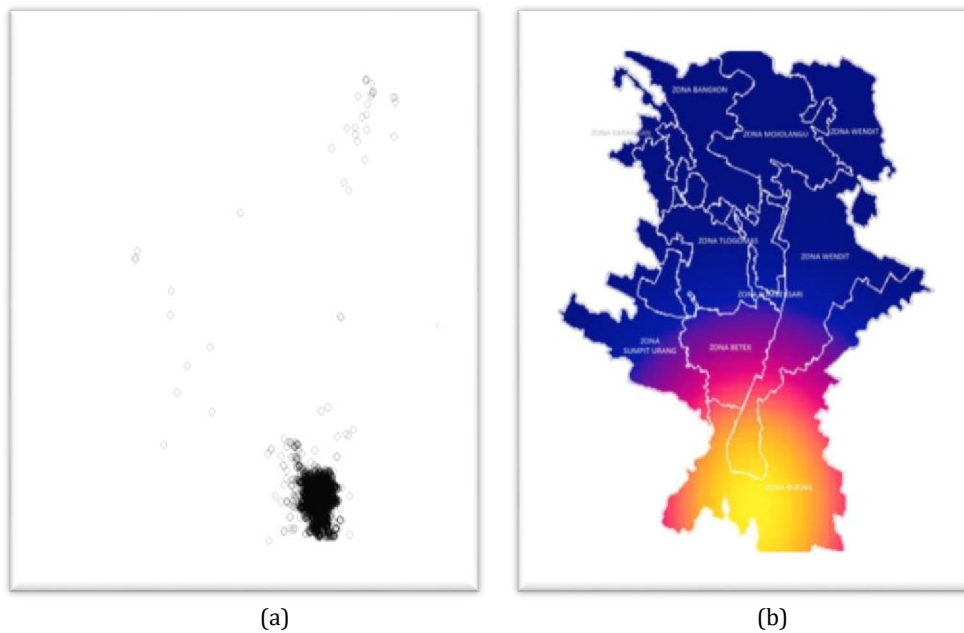 ZONA BANGKON
ZONA MOJOLANGU
ZONA WENDIT
ZONA TLOGOMAS
ZONA WENDIT
ZONA
SUMPIT URANG
ZONA BETEK
ZONA BURING
(a)
(b)